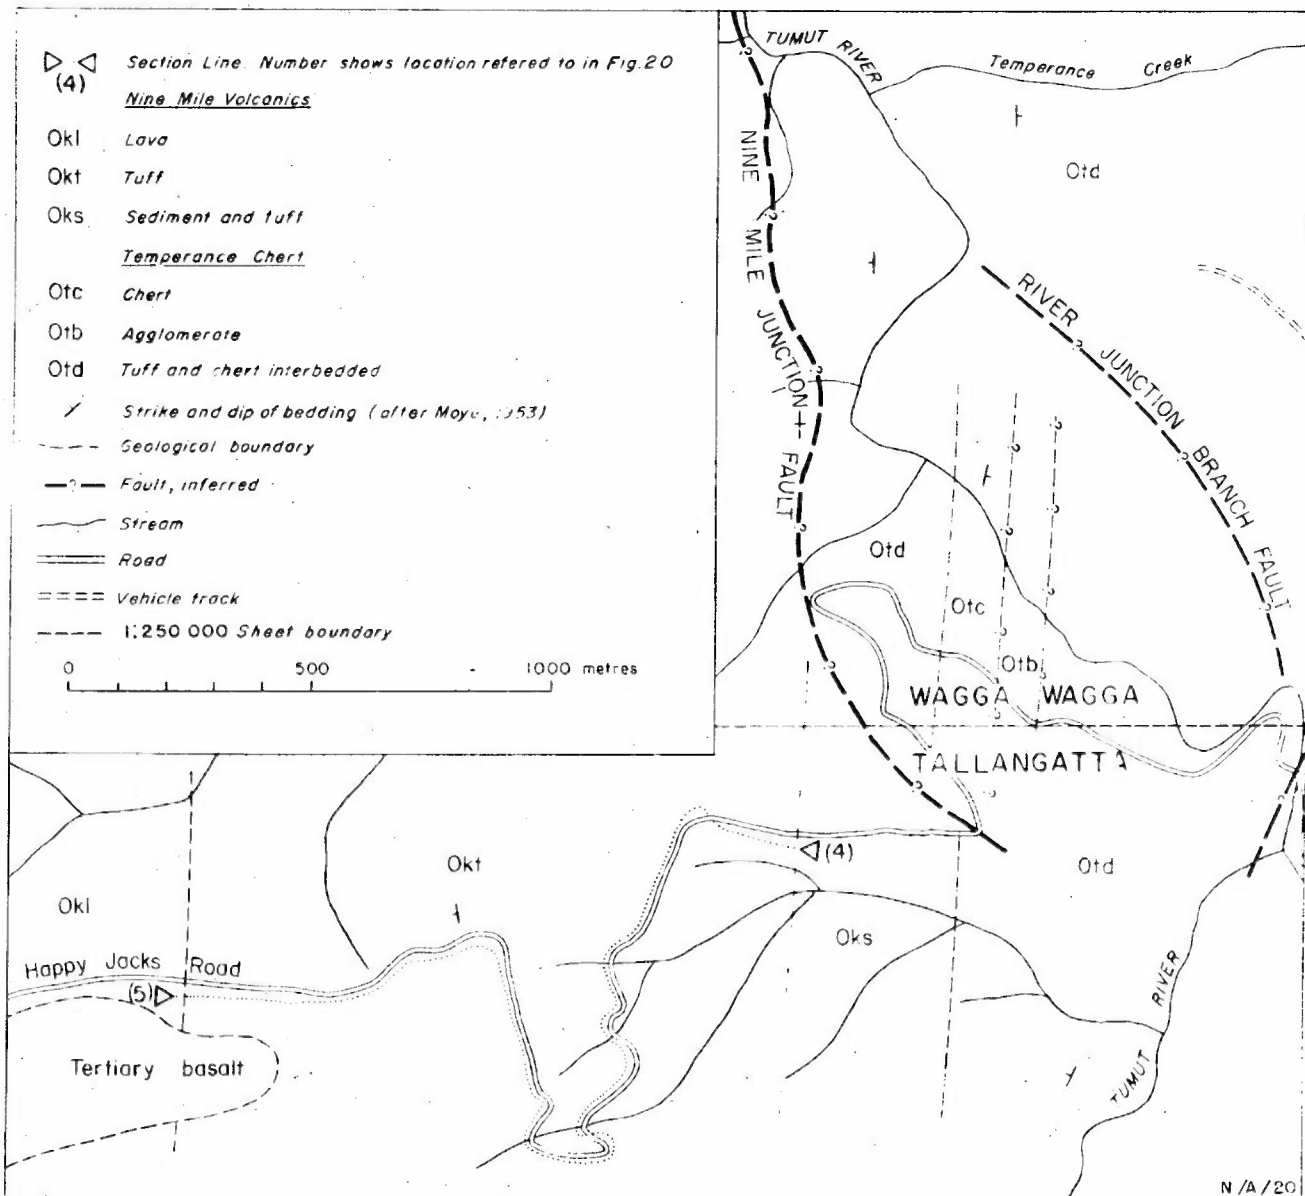 (4) Section Line. Number shows location refered to in Fig.20
Nine Mile Volcanics
Okl Lava
Okt Tuff
Oks Sediment and tuff
Temperance Chert
Otc Chert
Otb Agglomerate
Otd Tuff and chert interbedded
Strike and dip of bedding (after Moye, 1953)
Geological boundary
—?— Fault, inferred
Stream
Road
Vehicle track
1:250 000 Sheet boundary
0 500 1000 metres
TUMUT RIVER
Temperance Creek
NINE MILE JUNCTION FAULT
Otd
RIVER JUNCTION BRANCH FAULT
Otd
Otc
Otb
WAGGA WAGGA
TALLANGATTA
(4)
Okt
Otd
Okl
Oks
Happy Jacks Road
(5)
Tertiary basalt
TUMUT RIVER
N/A/20